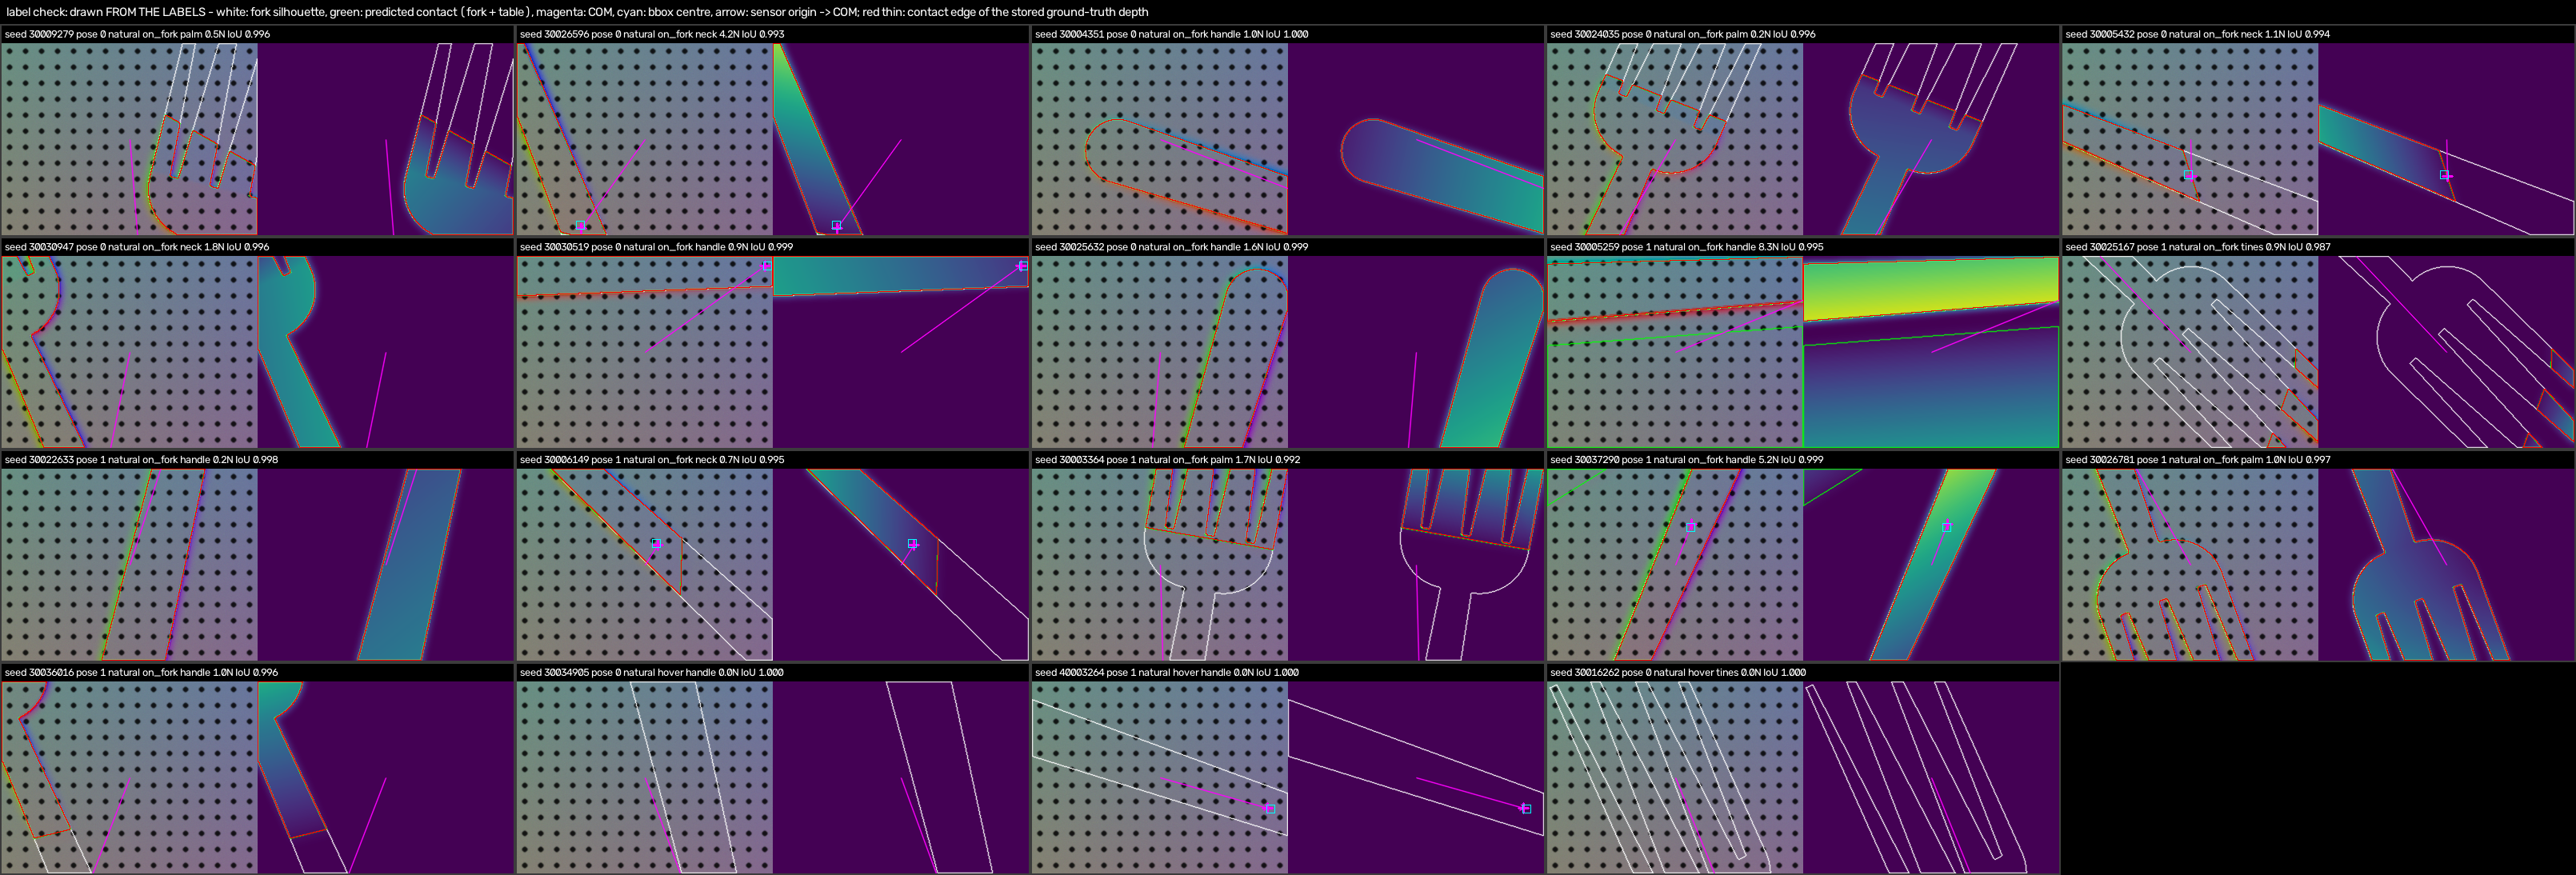 label check: drawn FROM THE LABELS - white: fork silhouette, green: predicted contact (fork + table), magenta: COM, cyan: bbox centre, arrow: sensor origin -> COM; red thin: contact edge of the stored ground-truth depth
seed 30009279 pose 0 natural on_fork palm 0.5N IoU 0.996
seed 30026596 pose 0 natural on_fork neck 4.2N IoU 0.993
seed 30004351 pose 0 natural on_fork handle 1.0N IoU 1.000
seed 30024035 pose 0 natural on_fork palm 0.2N IoU 0.996
seed 30005432 pose 0 natural on_fork neck 1.1N IoU 0.994
seed 30030947 pose 0 natural on_fork neck 1.8N IoU 0.996
seed 30030519 pose 0 natural on_fork handle 0.9N IoU 0.999
seed 30025632 pose 0 natural on_fork handle 1.6N IoU 0.999
seed 30005259 pose 1 natural on_fork handle 8.3N IoU 0.995
seed 30025167 pose 1 natural on_fork tines 0.9N IoU 0.987
seed 30022633 pose 1 natural on_fork handle 0.2N IoU 0.998
seed 30006149 pose 1 natural on_fork neck 0.7N IoU 0.995
seed 30003364 pose 1 natural on_fork palm 1.7N IoU 0.992
seed 30037290 pose 1 natural on_fork handle 5.2N IoU 0.999
seed 30026781 pose 1 natural on_fork palm 1.0N IoU 0.997
seed 30036016 pose 1 natural on_fork handle 1.0N IoU 0.996
seed 30034905 pose 0 natural hover handle 0.0N IoU 1.000
seed 40003264 pose 1 natural hover handle 0.0N IoU 1.000
seed 30016262 pose 0 natural hover tines 0.0N IoU 1.000